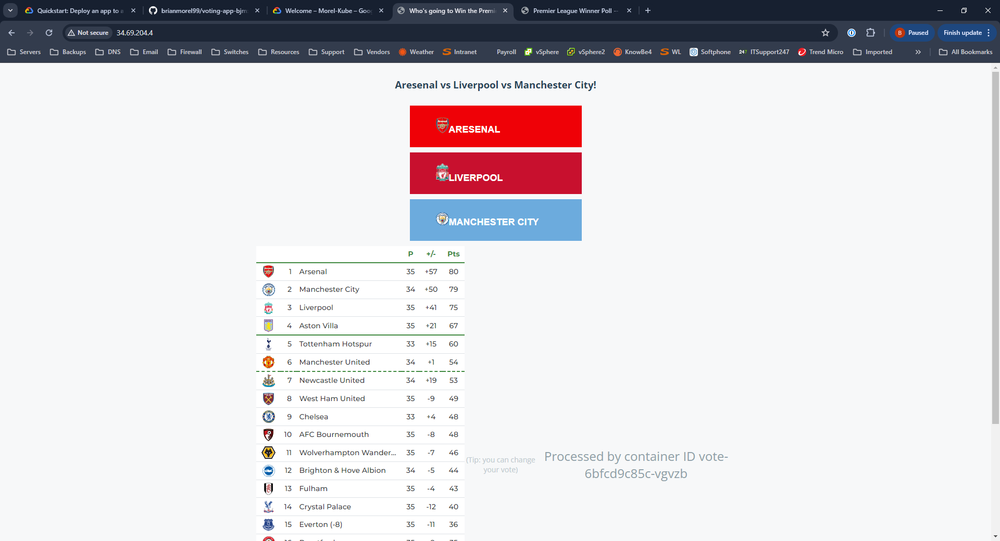 Quickstart: Deploy an app to a
brianmorel99/voting-app-bjm
Welcome – Morel-Kube – Goo
Who's going to Win the Premi
Premier League Winner Poll --
Not secure
34.69.204.4
B Paused
Finish update
Servers
Backups
DNS
Email
Firewall
Switches
Resources
Support
Vendors
Weather
Intranet
Payroll
vSphere
vSphere2
KnowBe4
WL
Softphone
247 ITSupport247
Trend Micro
Imported
»
All Bookmarks
Aresenal vs Liverpool vs Manchester City!
ARESENAL
LIVERPOOL
MANCHESTER CITY
P +/- Pts
1 Arsenal 35 +57 80
2 Manchester City 34 +50 79
3 Liverpool 35 +41 75
4 Aston Villa 35 +21 67
5 Tottenham Hotspur 33 +15 60
6 Manchester United 34 +1 54
7 Newcastle United 34 +19 53
8 West Ham United 35 -9 49
9 Chelsea 33 +4 48
10 AFC Bournemouth 35 -8 48
11 Wolverhampton Wander... 35 -7 46
12 Brighton & Hove Albion 34 -5 44
13 Fulham 35 -4 43
14 Crystal Palace 35 -12 40
15 Everton (-8) 35 -11 36
(Tip: you can change
your vote)
Processed by container ID vote-
6bfcd9c85c-vgvzb